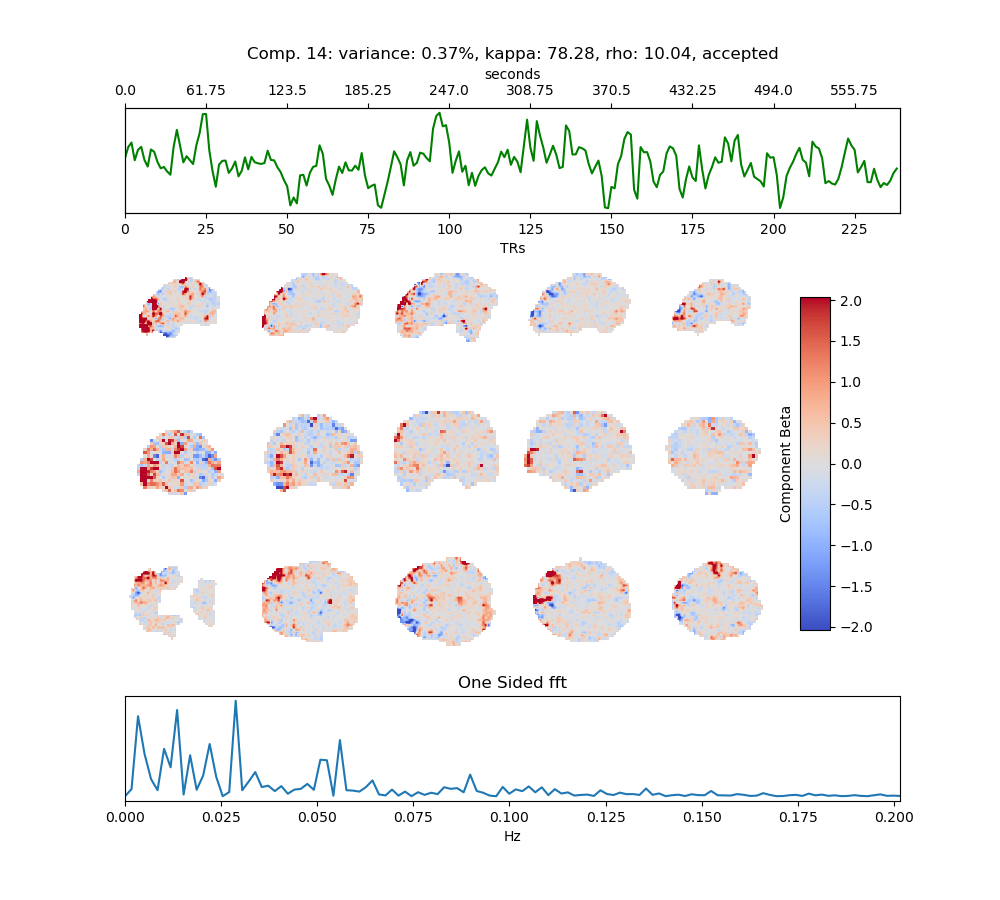 Comp. 14: variance: 0.37%, kappa: 78.28, rho: 10.04, accepted
seconds
0.0 61.75 123.5 185.25 247.0 308.75 370.5 432.25 494.0 555.75
0 25 50 75 100 125 150 175 200 225
TRs
2.0
1.5
1.0
0.5
0.0
−0.5
−1.0
−1.5
−2.0
Component Beta
One Sided fft
0.000 0.025 0.050 0.075 0.100 0.125 0.150 0.175 0.200
Hz